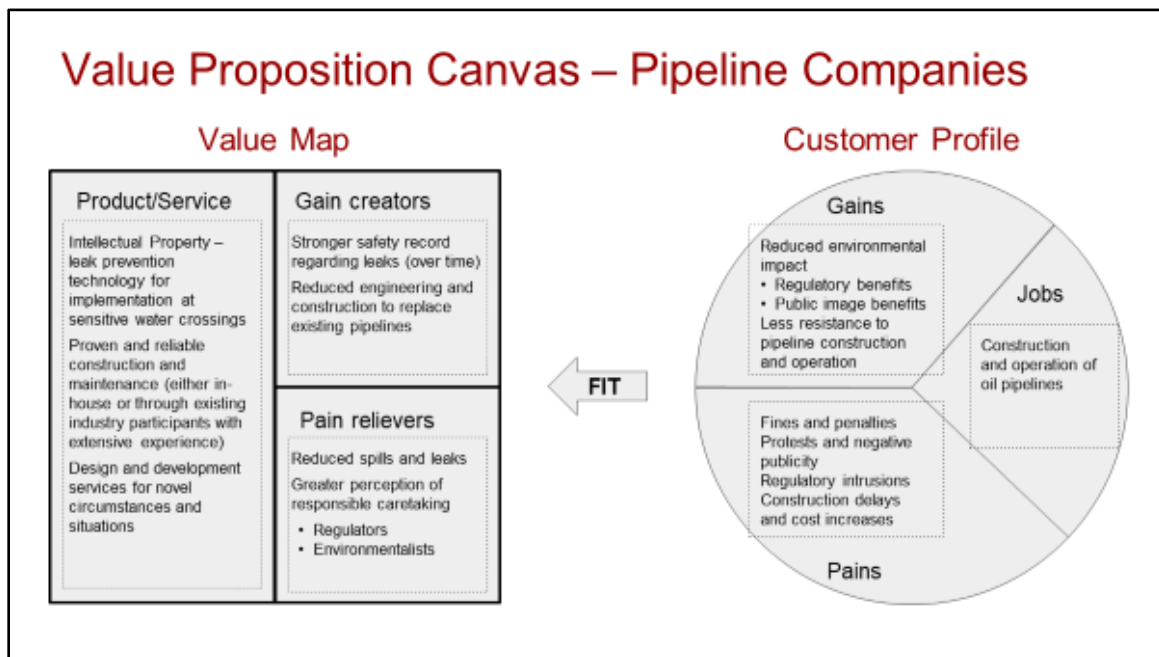 Value Proposition Canvas – Pipeline Companies
Value Map
Product/Service
Intellectual Property –
leak prevention
technology for
implementation at
sensitive water crossings
Proven and reliable
construction and
maintenance (either in-
house or through existing
industry participants with
extensive experience)
Design and development
services for novel
circumstances and
situations
Gain creators
Stronger safety record
regarding leaks (over time)
Reduced engineering and
construction to replace
existing pipelines
Pain relievers
Reduced spills and leaks
Greater perception of
responsible caretaking
• Regulators
• Environmentalists
FIT
Customer Profile
Gains
Reduced environmental
impact
• Regulatory benefits
• Public image benefits
Less resistance to
pipeline construction
and operation
Jobs
Construction
and operation of
oil pipelines
Fines and penalties
Protests and negative
publicity
Regulatory intrusions
Construction delays
and cost increases
Pains